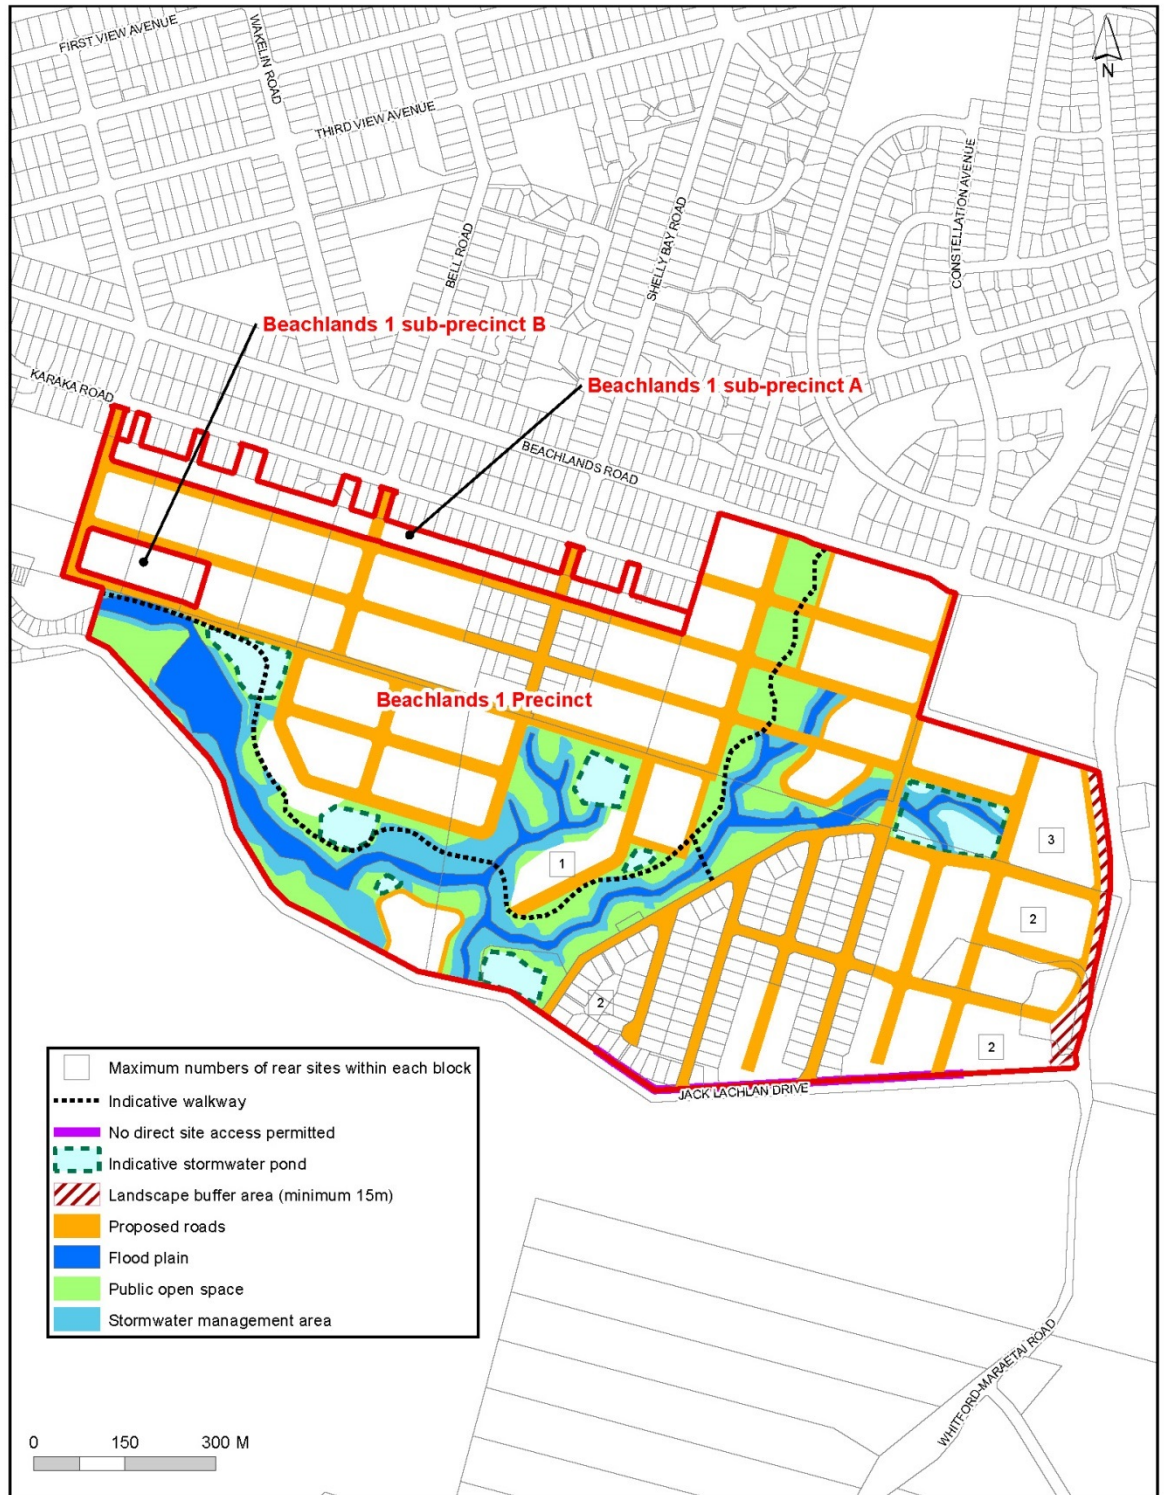 FIRST VIEW AVENUE
WAKELIN ROAD
THIRD VIEW AVENUE
N
CONSTELLATION AVENUE
BELL ROAD
SHELLY BAY ROAD
Beachlands 1 sub-precinct B
KARAKA ROAD
Beachlands 1 sub-precinct A
BEACHLANDS ROAD
Beachlands 1 Precinct
3
1
2
2
2
JACK LACHLAN DRIVE
Maximum numbers of rear sites within each block
Indicative walkway
No direct site access permitted
Indicative stormwater pond
Landscape buffer area (minimum 15m)
Proposed roads
Flood plain
Public open space
Stormwater management area
WHITFORD-MARAETAI ROAD
0 150 300 M